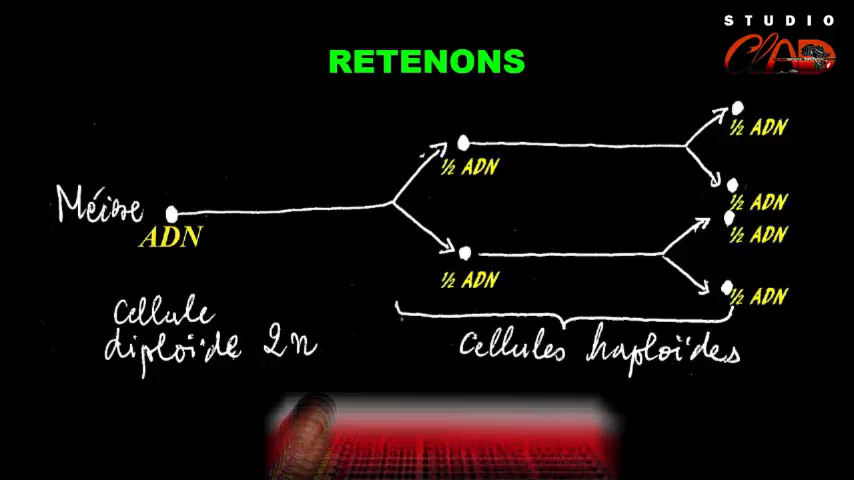 STUDIO
CLAP
RETENONS
½ ADN
½ ADN
½ ADN
½ ADN
Méiose
ADN
½ ADN
½ ADN
Cellule
diploïde 2n
Cellules haploïdes